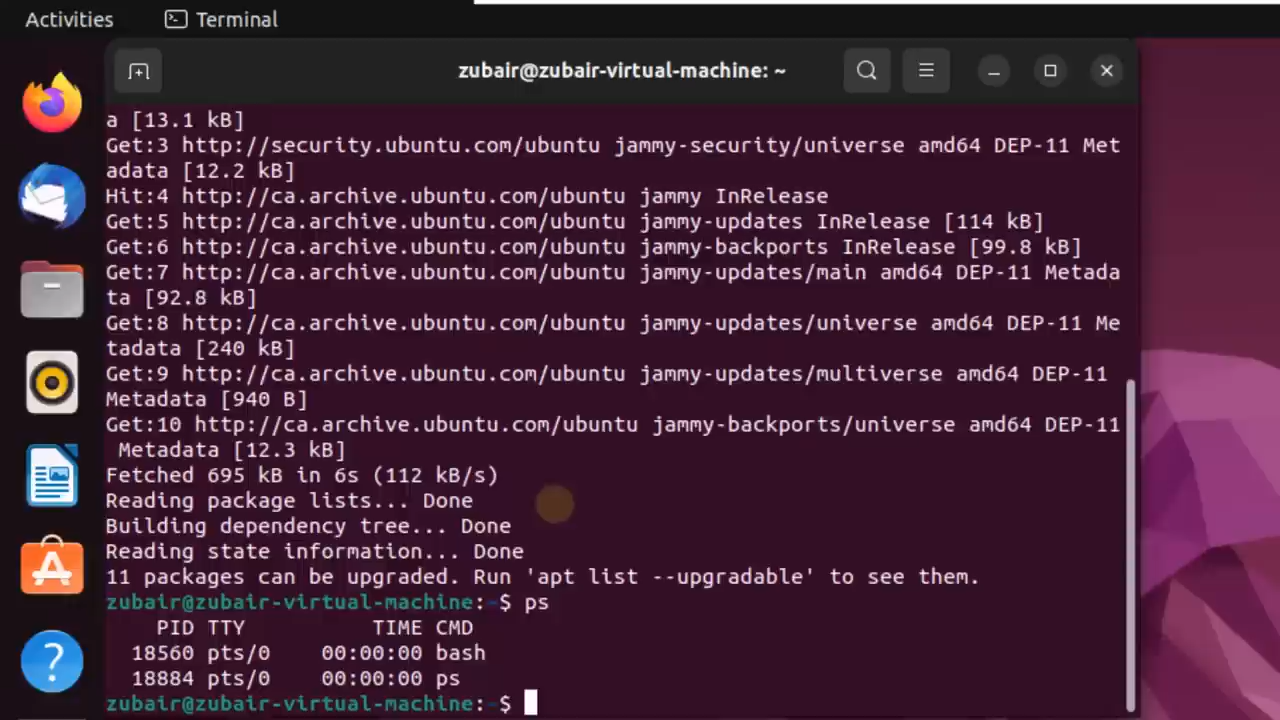 Activities Terminal
zubair@zubair-virtual-machine: ~
a [13.1 kB]
Get:3 http://security.ubuntu.com/ubuntu jammy-security/universe amd64 DEP-11 Met
adata [12.2 kB]
Hit:4 http://ca.archive.ubuntu.com/ubuntu jammy InRelease
Get:5 http://ca.archive.ubuntu.com/ubuntu jammy-updates InRelease [114 kB]
Get:6 http://ca.archive.ubuntu.com/ubuntu jammy-backports InRelease [99.8 kB]
Get:7 http://ca.archive.ubuntu.com/ubuntu jammy-updates/main amd64 DEP-11 Metada
ta [92.8 kB]
Get:8 http://ca.archive.ubuntu.com/ubuntu jammy-updates/universe amd64 DEP-11 Me
tadata [240 kB]
Get:9 http://ca.archive.ubuntu.com/ubuntu jammy-updates/multiverse amd64 DEP-11
Metadata [940 B]
Get:10 http://ca.archive.ubuntu.com/ubuntu jammy-backports/universe amd64 DEP-11
 Metadata [12.3 kB]
Fetched 695 kB in 6s (112 kB/s)
Reading package lists... Done
Building dependency tree... Done
Reading state information... Done
11 packages can be upgraded. Run 'apt list --upgradable' to see them.
zubair@zubair-virtual-machine:~$ ps
    PID TTY          TIME CMD
  18560 pts/0    00:00:00 bash
  18884 pts/0    00:00:00 ps
zubair@zubair-virtual-machine:~$